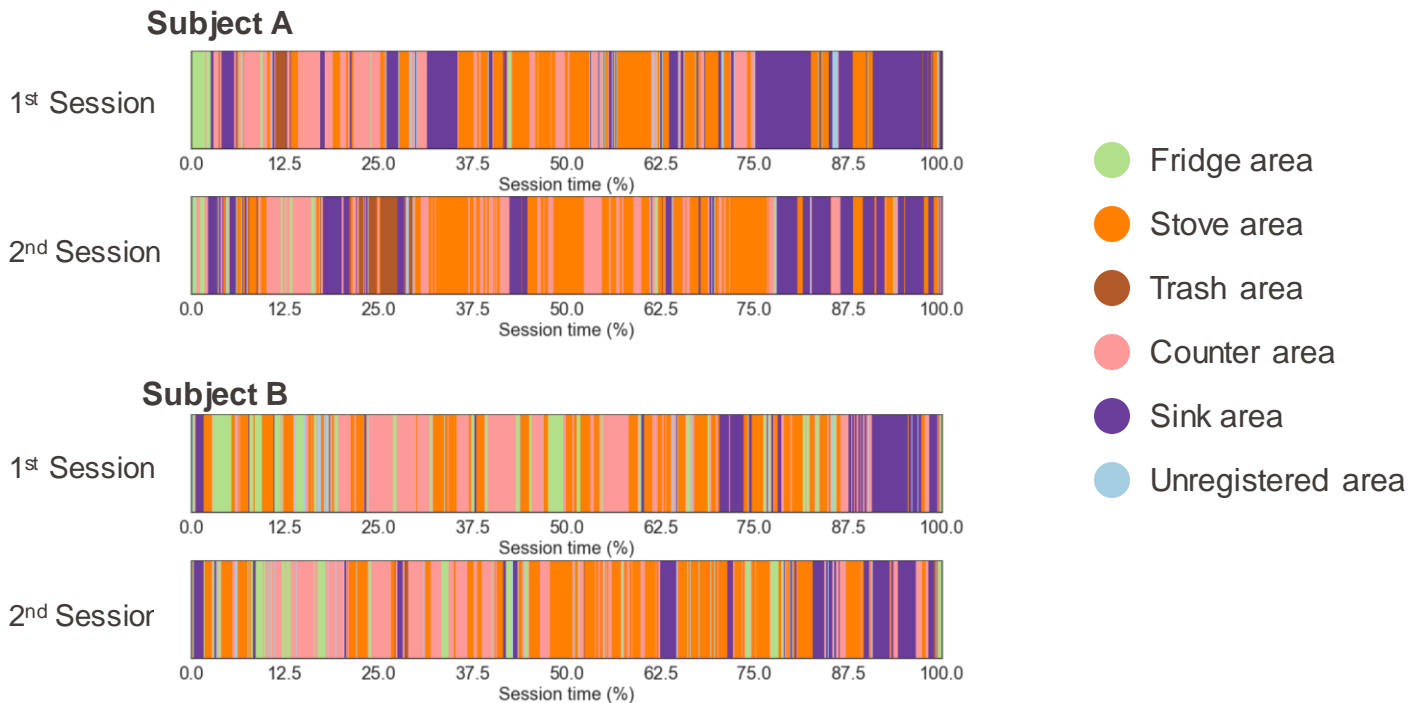 Subject A
1st Session
0.0 12.5 25.0 37.5 50.0 62.5 75.0 87.5 100.0
Session time (%)
2nd Session
0.0 12.5 25.0 37.5 50.0 62.5 75.0 87.5 100.0
Session time (%)
Subject B
1st Session
0.0 12.5 25.0 37.5 50.0 62.5 75.0 87.5 100.0
Session time (%)
2nd Sessior
0.0 12.5 25.0 37.5 50.0 62.5 75.0 87.5 100.0
Session time (%)
Fridge area
Stove area
Trash area
Counter area
Sink area
Unregistered area